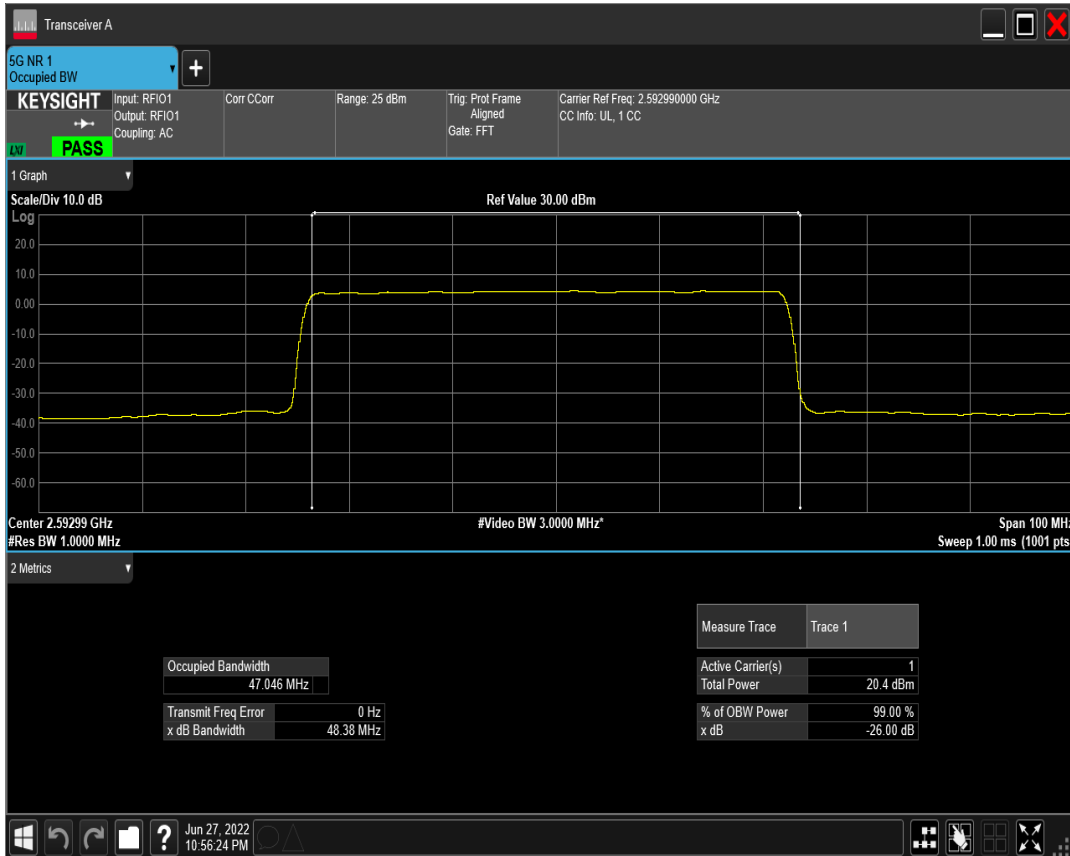 Transceiver A
5G NR 1
Occupied BW
KEYSIGHT
LXI
PASS
Input: RFIO1
Output: RFIO1
Coupling: AC
Corr CCorr
Range: 25 dBm
Trig: Prot Frame
Aligned
Gate: FFT
Carrier Ref Freq: 2.592990000 GHz
CC Info: UL, 1 CC
1 Graph
Scale/Div 10.0 dB
Ref Value 30.00 dBm
Log
20.0
10.0
0.00
-10.0
-20.0
-30.0
-40.0
-50.0
-60.0
Center 2.59299 GHz
#Video BW 3.0000 MHz*
Span 100 MHz
#Res BW 1.0000 MHz
Sweep 1.00 ms (1001 pts
2 Metrics
Measure Trace Trace 1
Occupied Bandwidth
47.046 MHz
Transmit Freq Error 0 Hz
x dB Bandwidth 48.38 MHz
Active Carrier(s) 1
Total Power 20.4 dBm
% of OBW Power 99.00 %
x dB -26.00 dB
?
Jun 27, 2022
10:56:24 PM